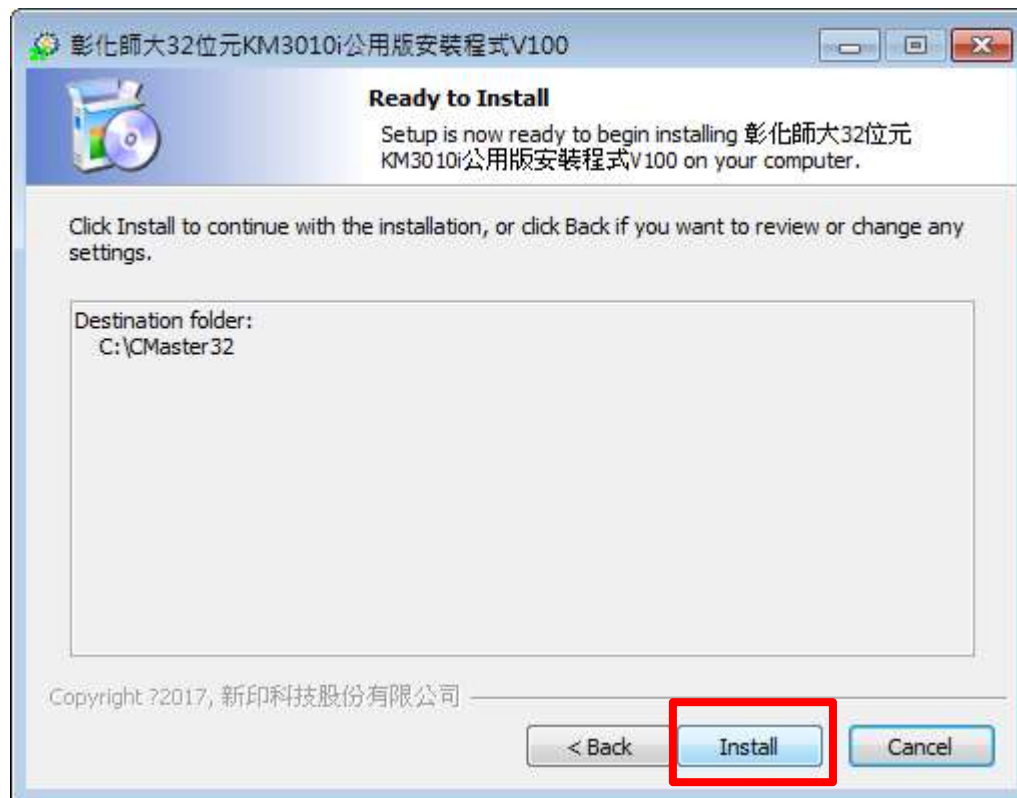 彰化師大32位元KM3010i公用版安裝程式V100
Ready to Install
Setup is now ready to begin installing 彰化師大32位元
KM3010i公用版安裝程式V100 on your computer.
Click Install to continue with the installation, or click Back if you want to review or change any
settings.
Destination folder:
C:\CMaster32
Copyright ?2017, 新印科技股份有限公司
< Back
Install
Cancel